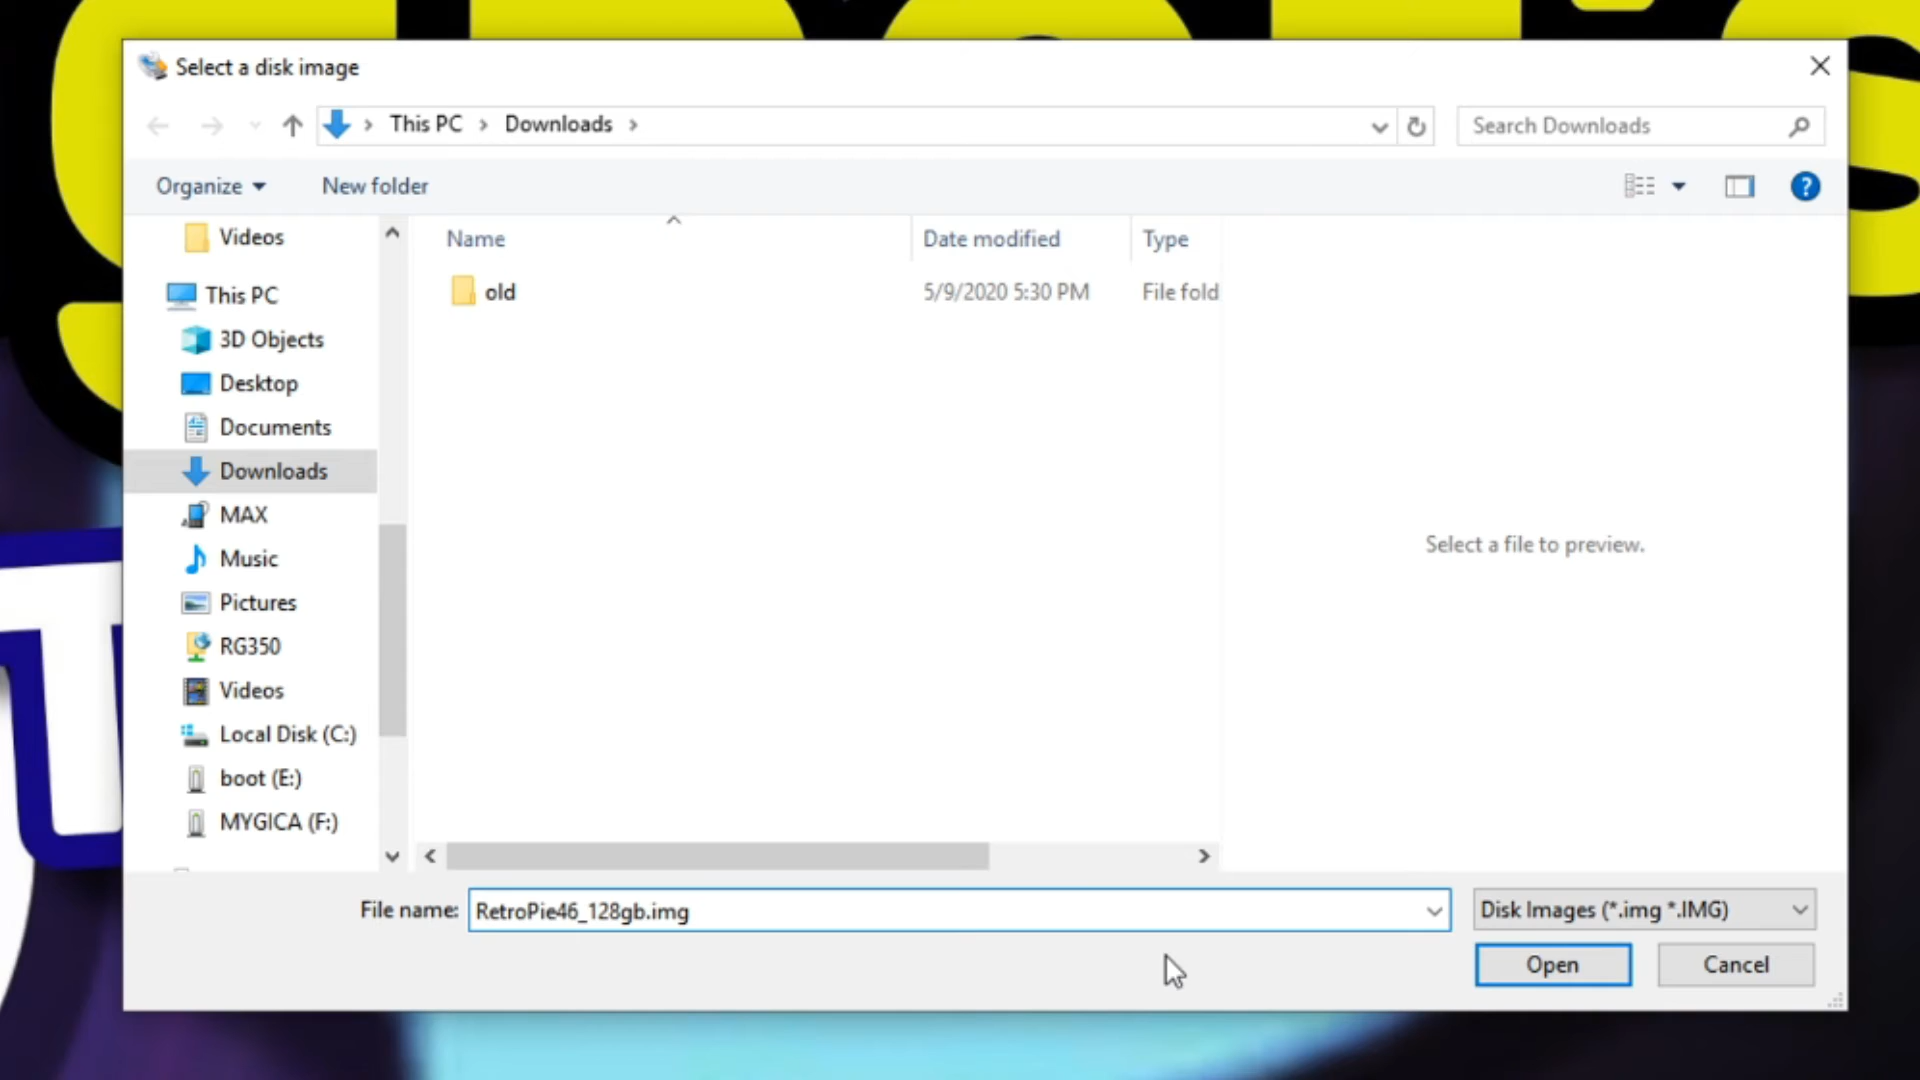 Select a disk image
This PC
Downloads
Search Downloads
Organize
New folder
?
Videos
This PC
3D Objects
Desktop
Documents
Downloads
MAX
Music
Pictures
RG350
Videos
Local Disk (C:)
boot (E:)
MYGICA (F:)
Name
Date modified
Type
old
5/9/2020 5:30 PM
File fold
Select a file to preview.
File name:
RetroPie46_128gb.img
Disk Images (*.img *.IMG)
Open
Cancel